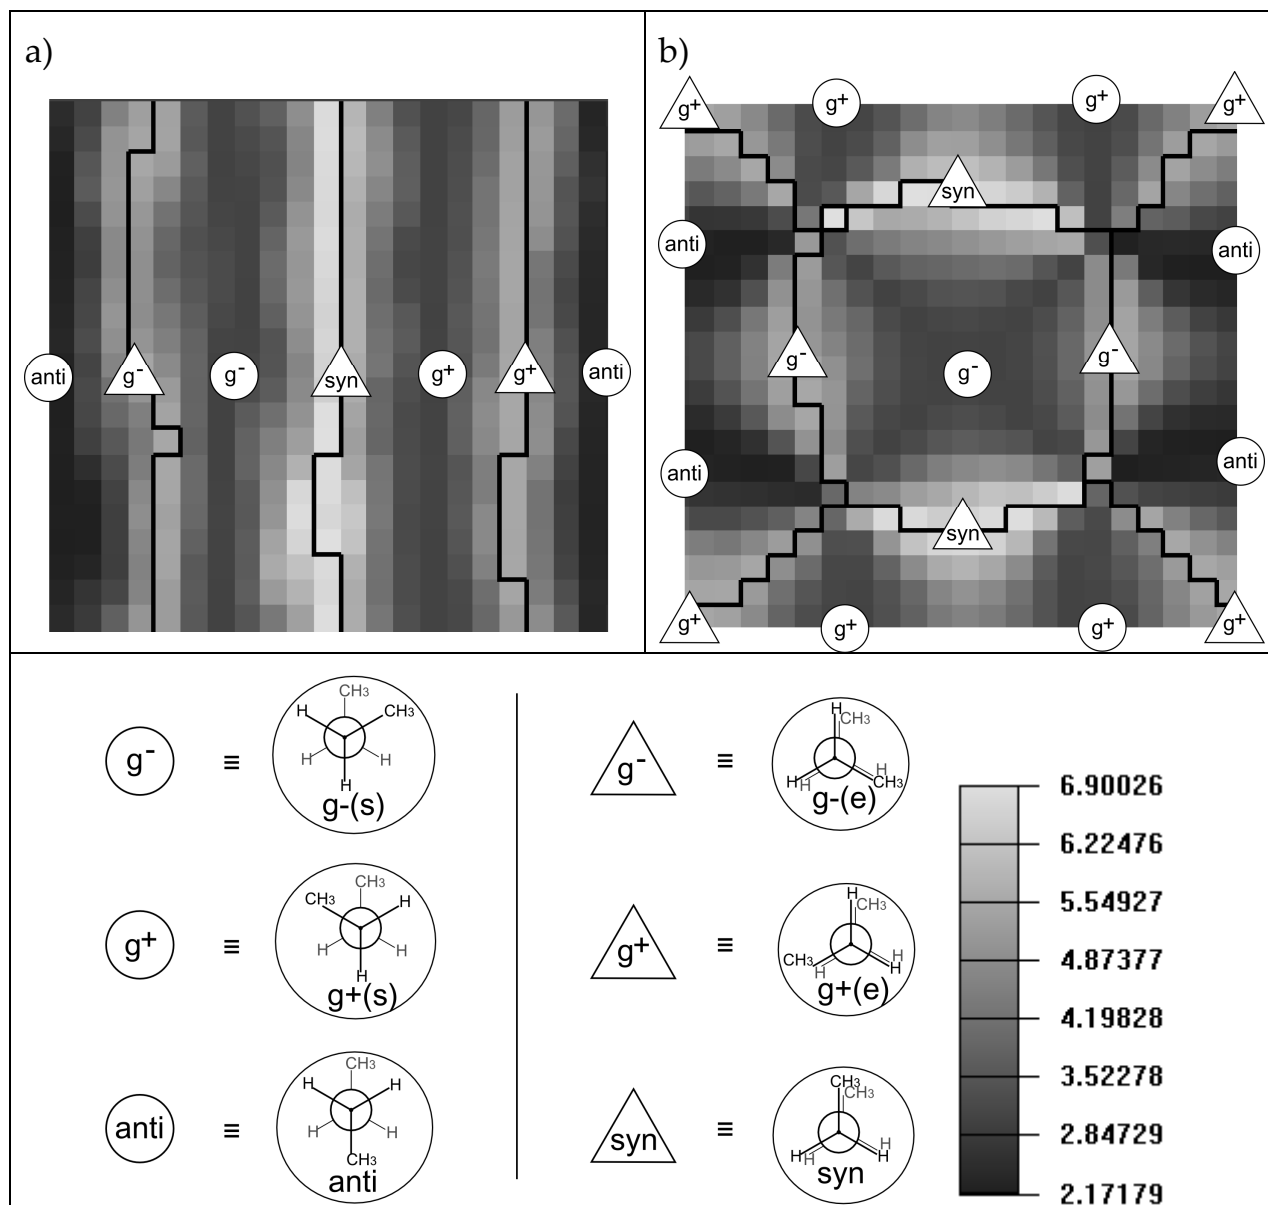 a)
b)
anti
g-
g-
syn
g+
g+
anti
g+
g+
g+
g+
syn
anti
anti
g-
g-
g-
anti
anti
syn
g+
g+
g+
g+
g-
≡
CH3
H
CH3
H
H
H
g-(s)
g-
≡
H
CH3
H
H
H
CH3
g-(e)
g+
≡
CH3
CH3
H
H
H
H
g+(s)
g+
≡
H
CH3
CH3
H
H
H
g+(e)
anti
≡
CH3
H
H
H
H
CH3
anti
syn
≡
CH3
CH3
H
H
H
H
syn
6.90026
6.22476
5.54927
4.87377
4.19828
3.52278
2.84729
2.17179